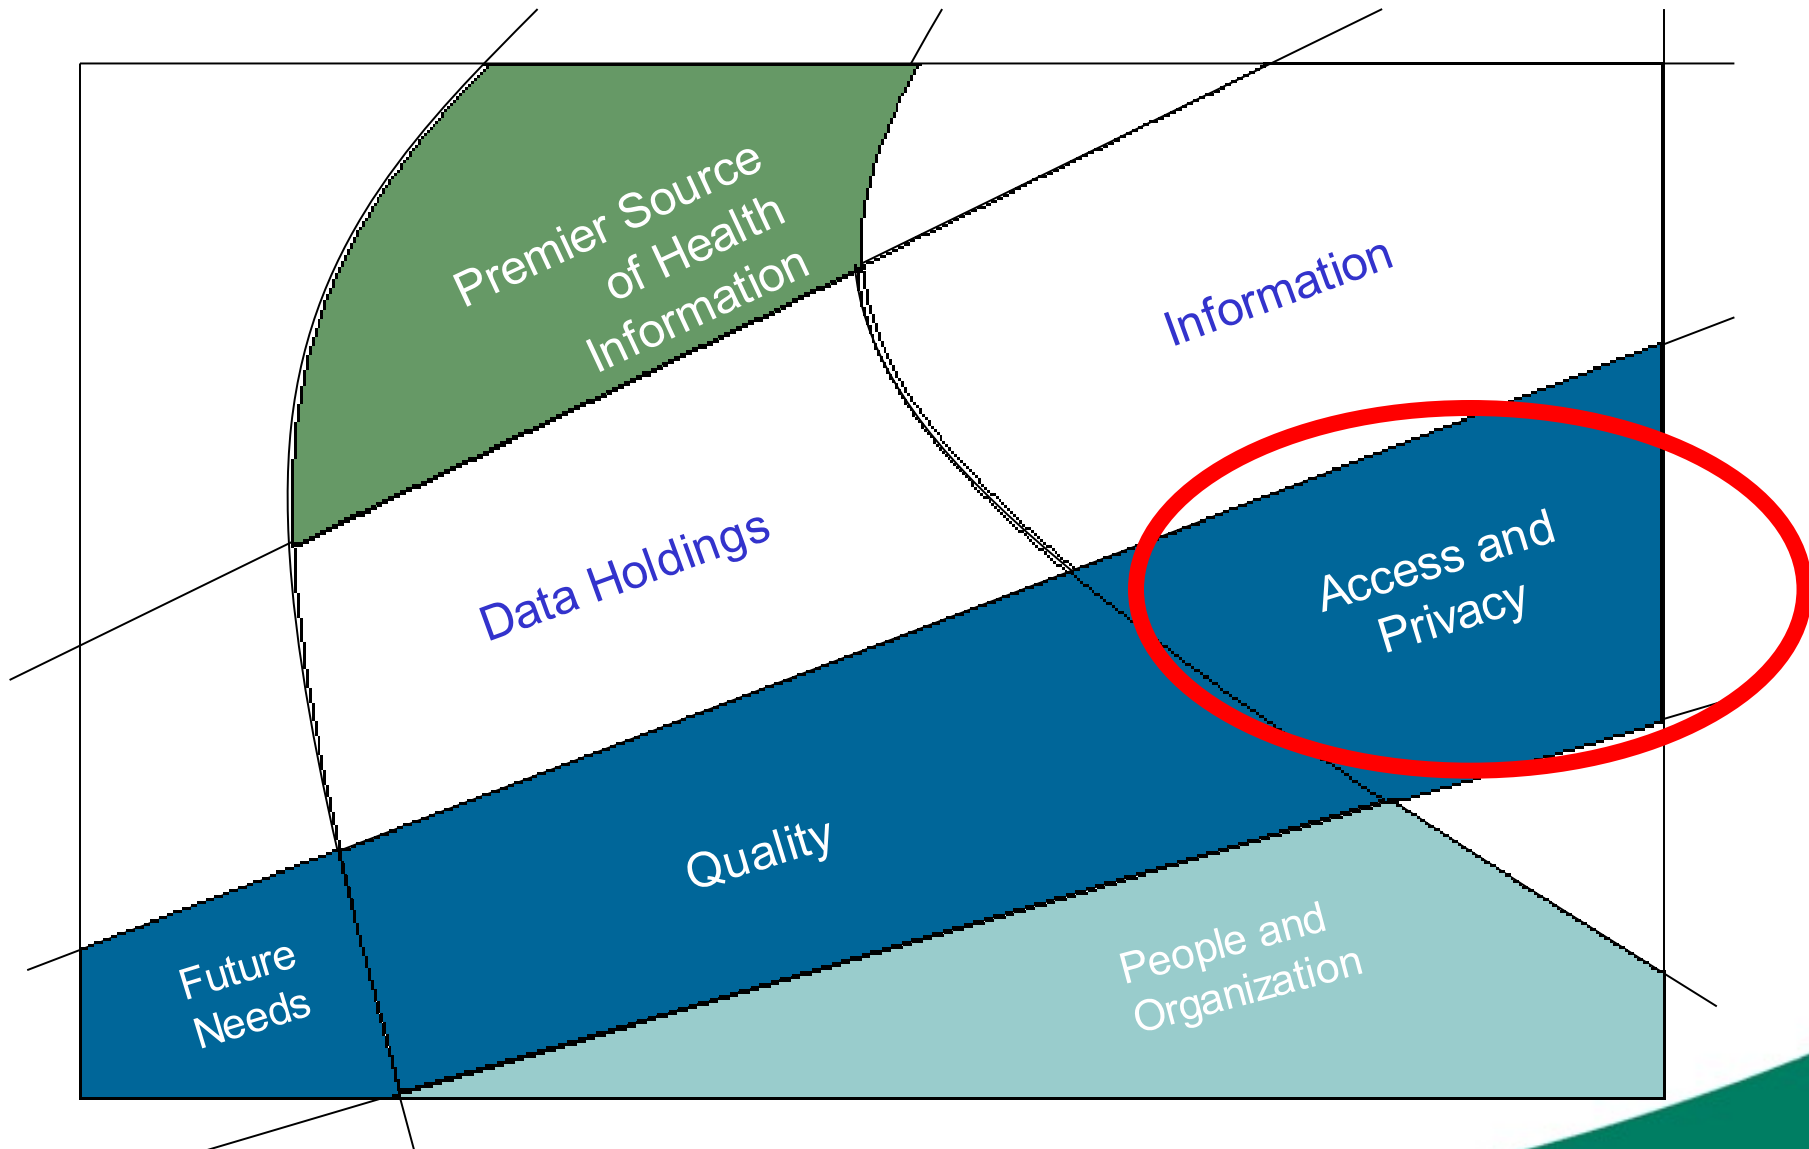 Premier Source
of Health
Information
Information
Data Holdings
Access and
Privacy
Quality
Future
Needs
People and
Organization